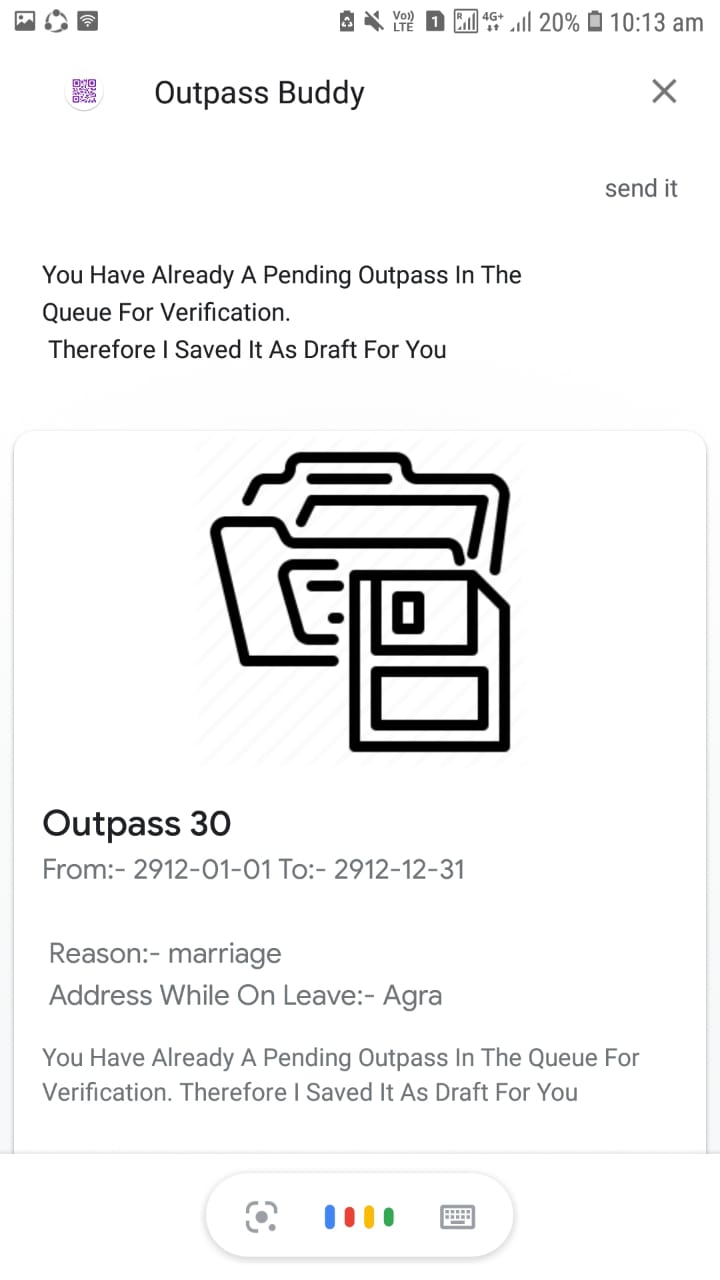 Vo)) LTE 1 R 4G+ 20% 10:13 am
Outpass Buddy
send it
You Have Already A Pending Outpass In The
Queue For Verification.
Therefore I Saved It As Draft For You
Outpass 30
From:- 2912-01-01 To:- 2912-12-31
Reason:- marriage
Address While On Leave:- Agra
You Have Already A Pending Outpass In The Queue For
Verification. Therefore I Saved It As Draft For You